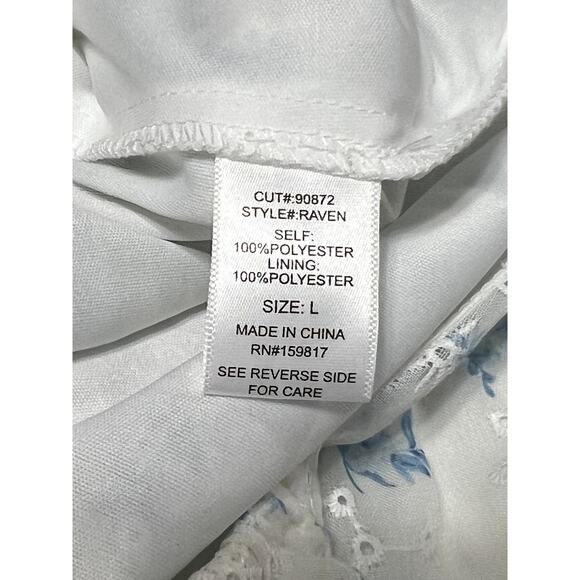 CUT#:90872
STYLE#:RAVEN
SELF:
100%POLYESTER
LINING:
100%POLYESTER
SIZE: L
MADE IN CHINA
RN#159817
SEE REVERSE SIDE
FOR CARE